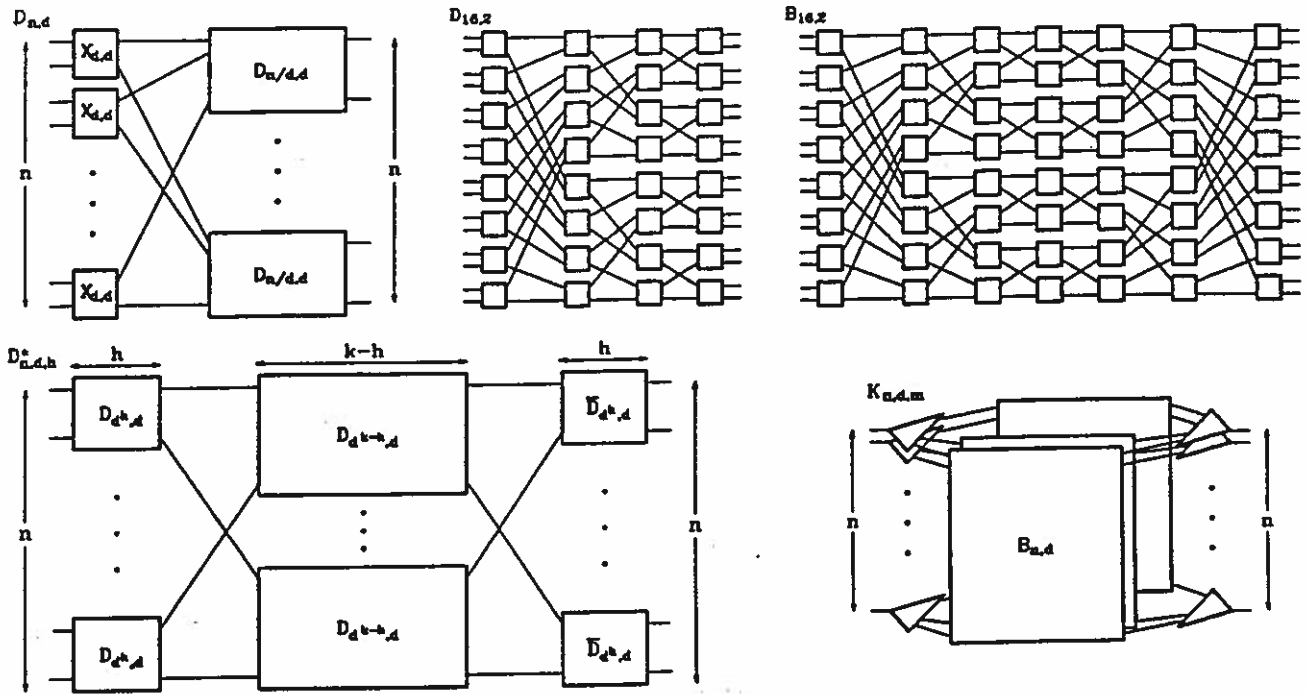 D_{n,d}
X_{d,d}
X_{d,d}
X_{d,d}
n
D_{n/d,d}
D_{n/d,d}
n
D_{16,2}
B_{16,2}
D*_{n,d,h}
h
k-h
h
n
D_{d^h,d}
D_{d^h,d}
D_{d^{k-h},d}
D_{d^{k-h},d}
D̅_{d^h,d}
D̅_{d^h,d}
n
K_{n,d,m}
n
B_{n,d}
n